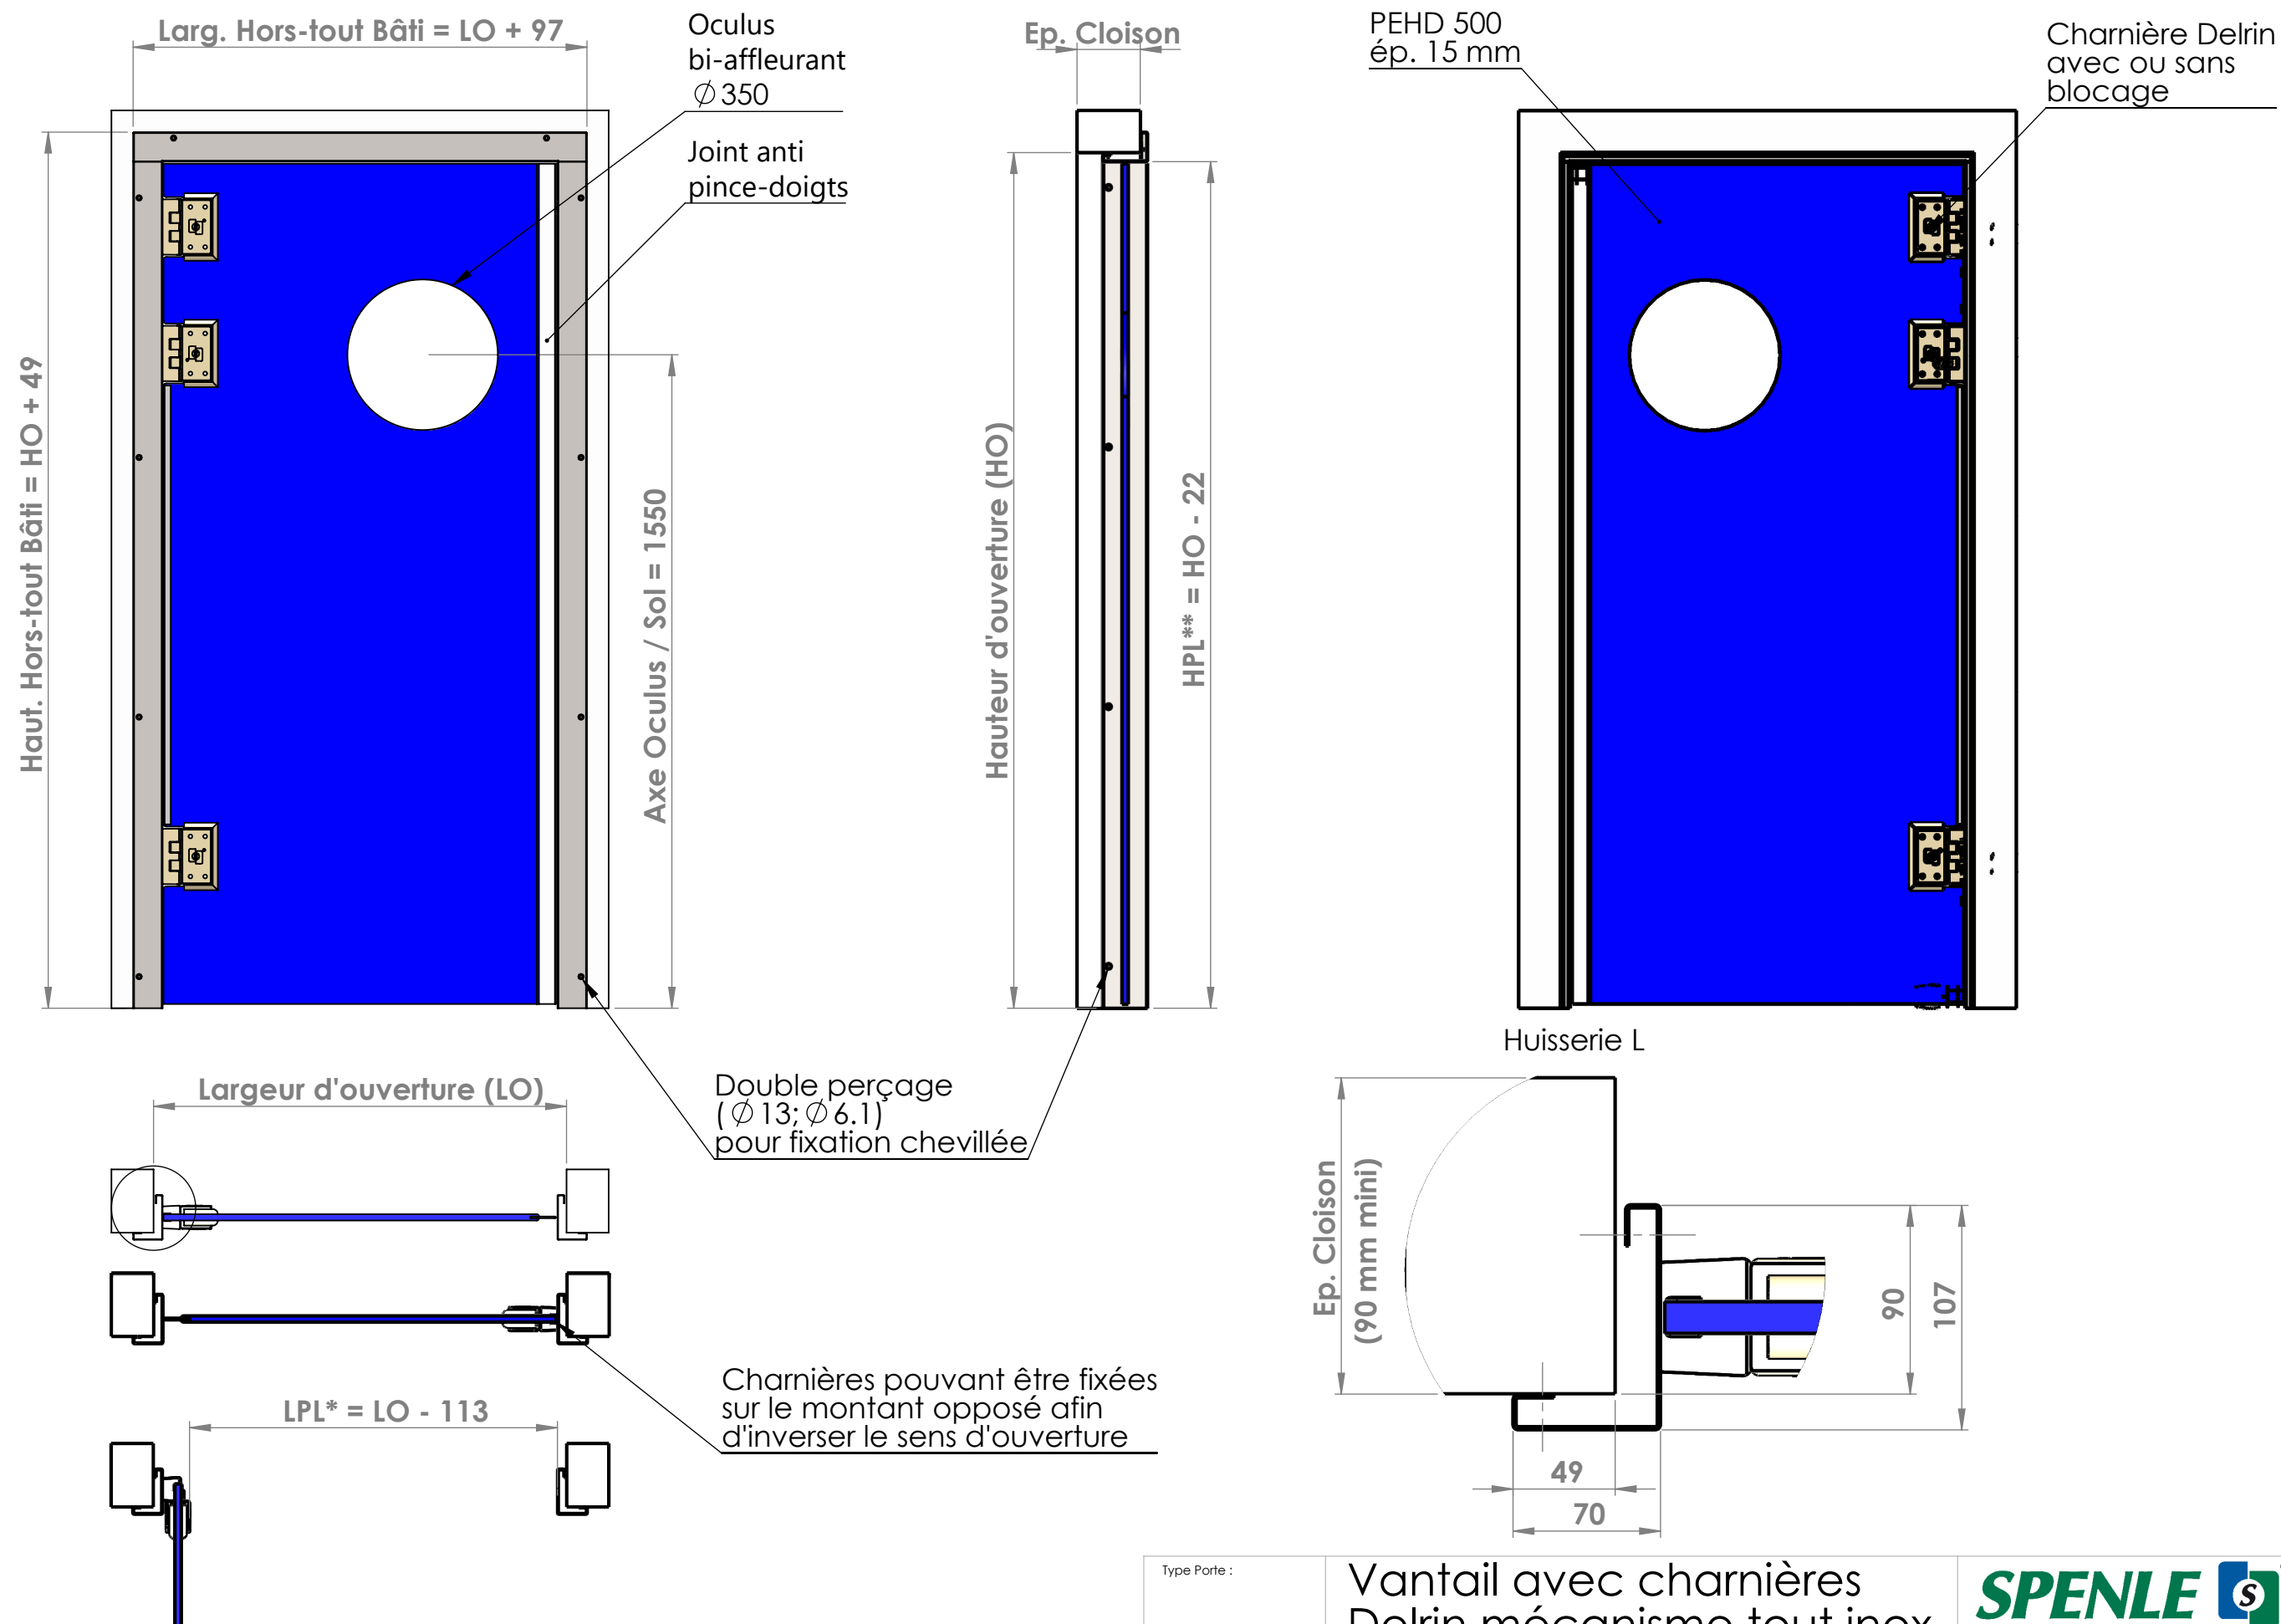 Larg. Hors-tout Bâti = LO + 97
Oculus
bi-affleurant
∅350
Joint anti
pince-doigts
Haut. Hors-tout Bâti = HO + 49
Axe Oculus / Sol = 1550
Ep. Cloison
Hauteur d'ouverture (HO)
HPL** = HO - 22
PEHD 500
ép. 15 mm
Charnière Delrin
avec ou sans
blocage
Double perçage
(∅13;∅6.1)
pour fixation chevillée
Largeur d'ouverture (LO)
Charnières pouvant être fixées
sur le montant opposé afin
d'inverser le sens d'ouverture
LPL* = LO - 113
Huisserie L
Ep. Cloison
(90 mm mini)
90
107
49
70
Type Porte :
Vantail avec charnières
Delrin mécanisme tout inox
SPENLE S